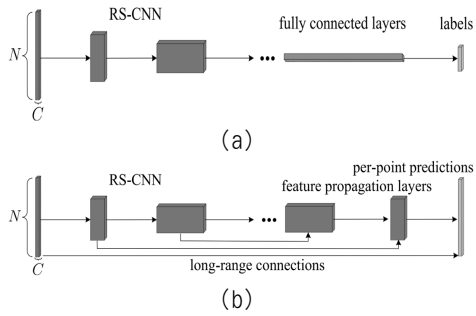 RS-CNN
fully connected layers
labels
N
C
(a)
RS-CNN
per-point predictions
feature propagation layers
N
C
long-range connections
(b)